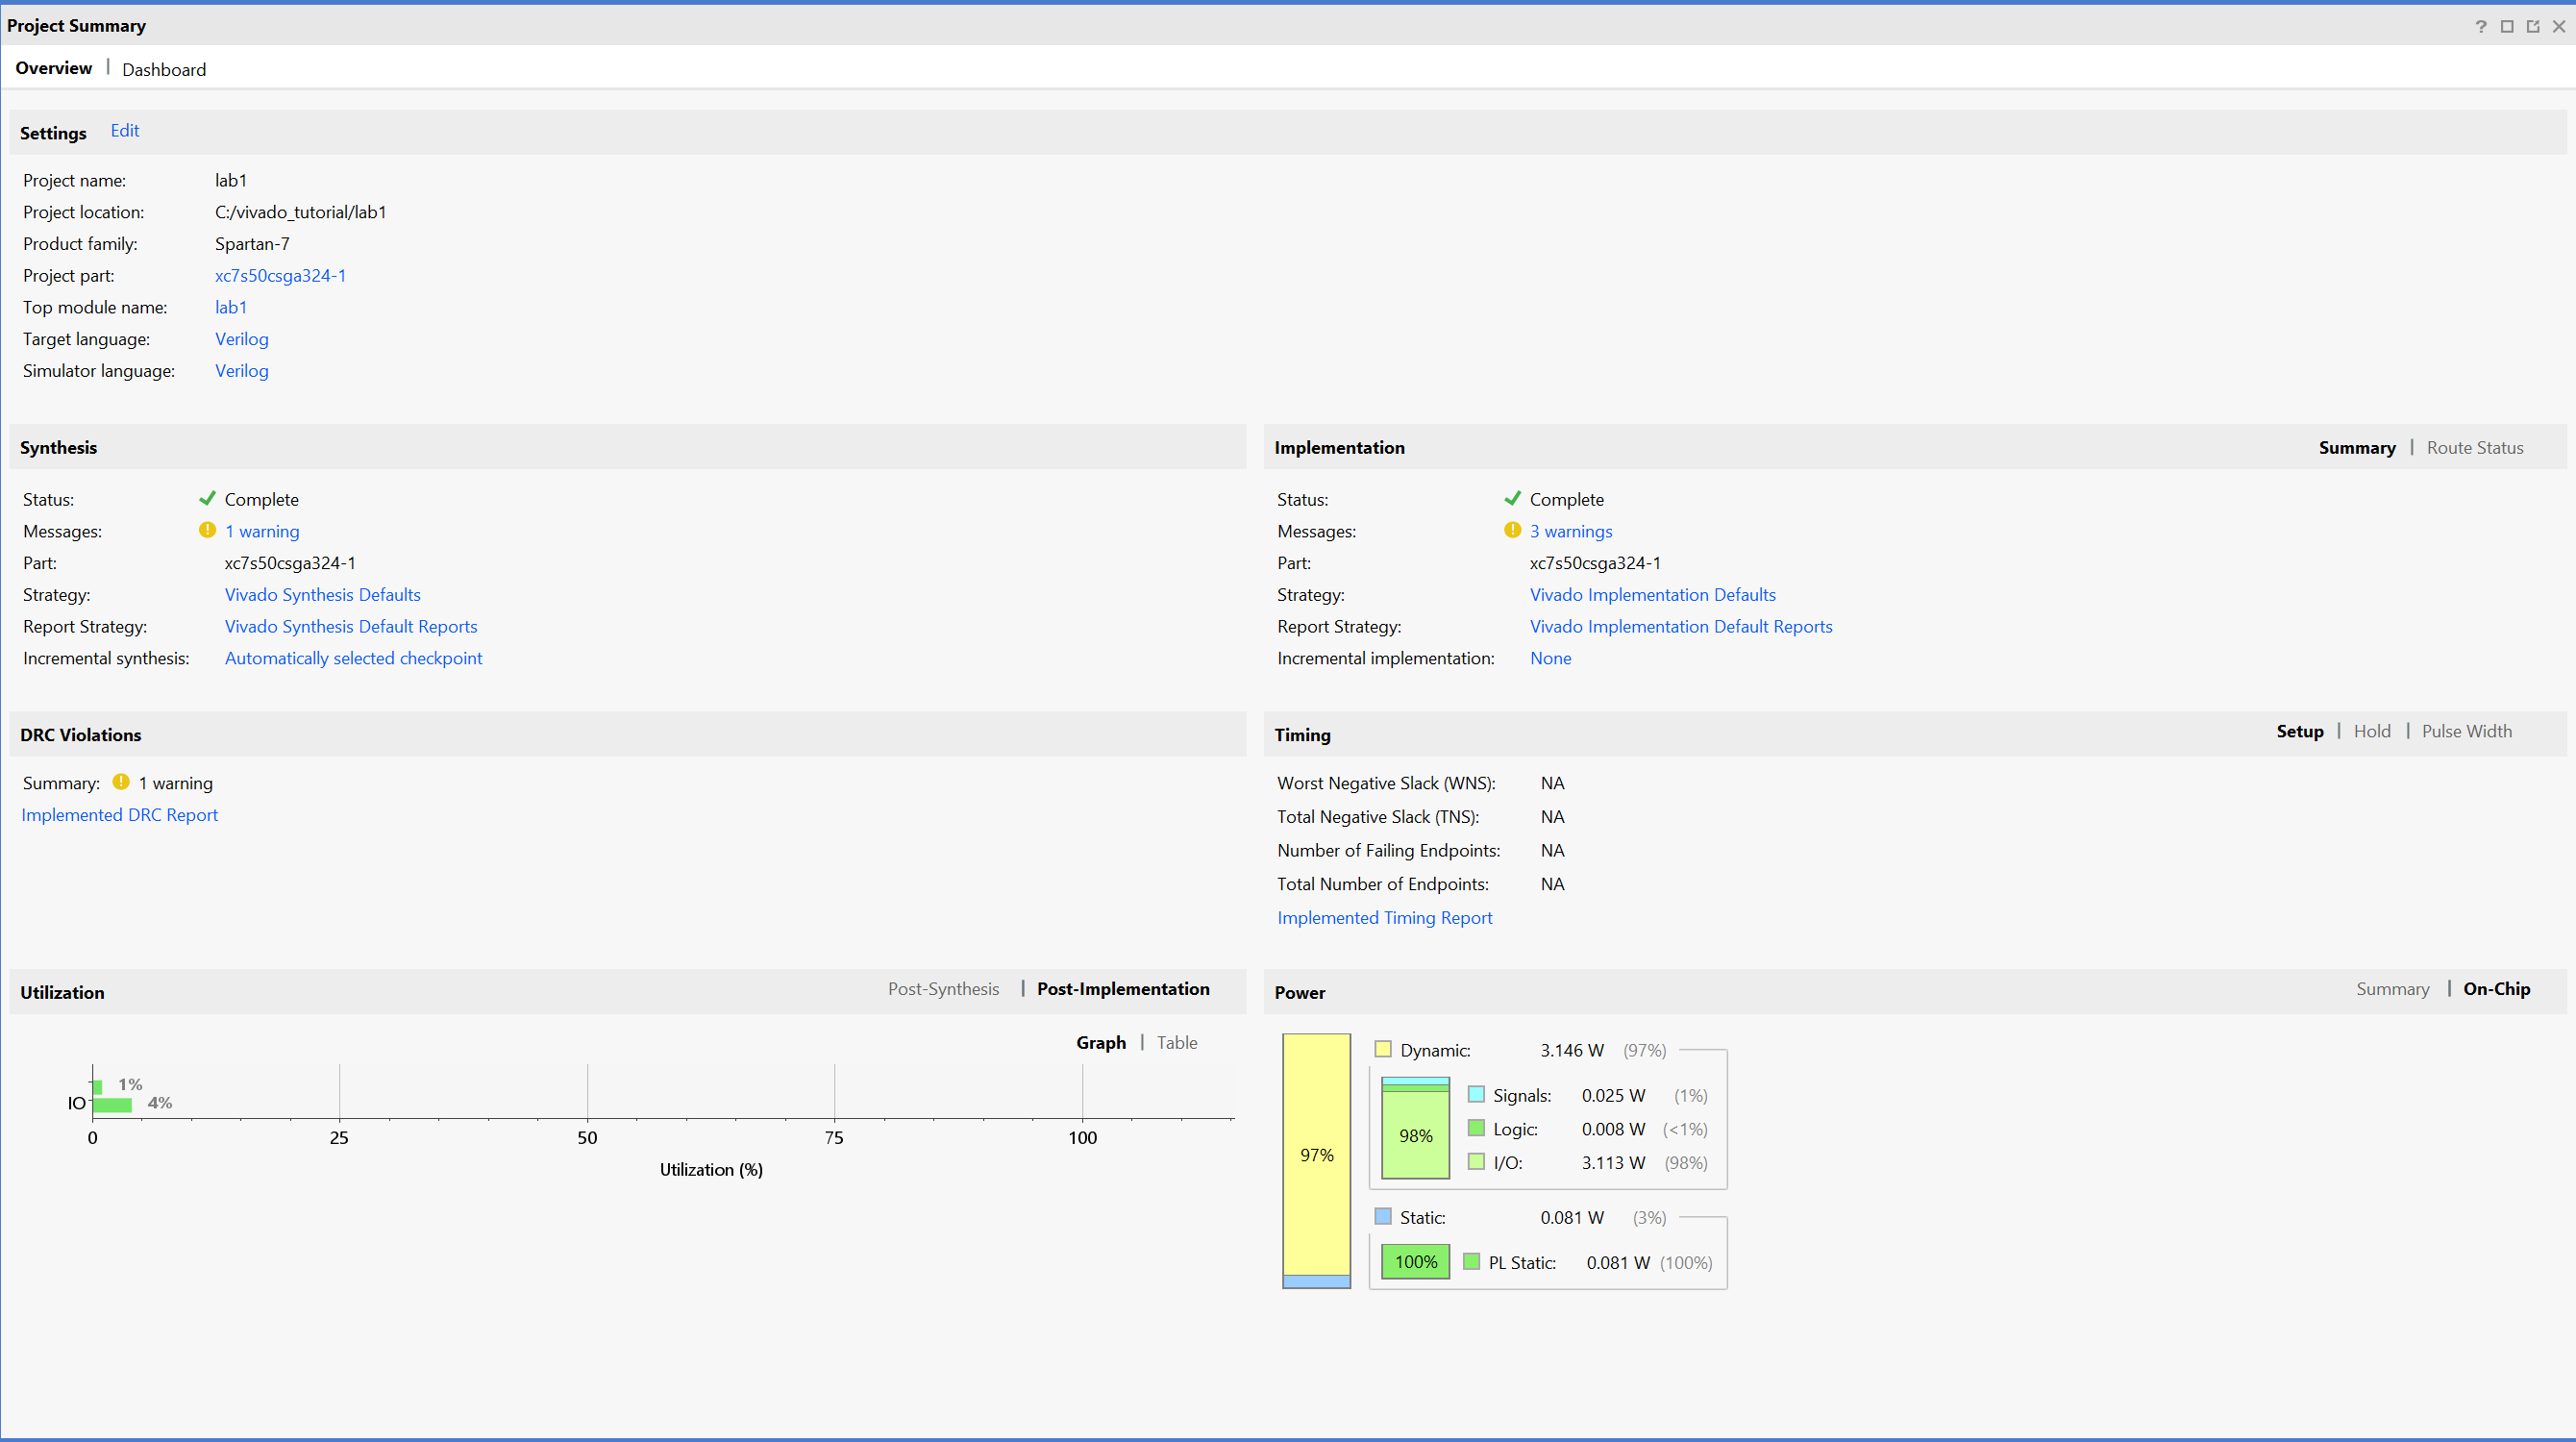 Project Summary
Overview | Dashboard
Settings Edit
Project name: lab1
Project location: C:/vivado_tutorial/lab1
Product family: Spartan-7
Project part: xc7s50csga324-1
Top module name: lab1
Target language: Verilog
Simulator language: Verilog
Synthesis
Status: Complete
Messages: 1 warning
Part: xc7s50csga324-1
Strategy: Vivado Synthesis Defaults
Report Strategy: Vivado Synthesis Default Reports
Incremental synthesis: Automatically selected checkpoint
Implementation Summary | Route Status
Status: Complete
Messages: 3 warnings
Part: xc7s50csga324-1
Strategy: Vivado Implementation Defaults
Report Strategy: Vivado Implementation Default Reports
Incremental implementation: None
DRC Violations
Summary: 1 warning
Implemented DRC Report
Timing Setup | Hold | Pulse Width
Worst Negative Slack (WNS): NA
Total Negative Slack (TNS): NA
Number of Failing Endpoints: NA
Total Number of Endpoints: NA
Implemented Timing Report
Utilization Post-Synthesis | Post-Implementation
Graph | Table
1%
IO 4%
0 25 50 75 100
Utilization (%)
Power Summary | On-Chip
97%
Dynamic: 3.146 W (97%)
98%
Signals: 0.025 W (1%)
Logic: 0.008 W (<1%)
I/O: 3.113 W (98%)
Static: 0.081 W (3%)
100% PL Static: 0.081 W (100%)